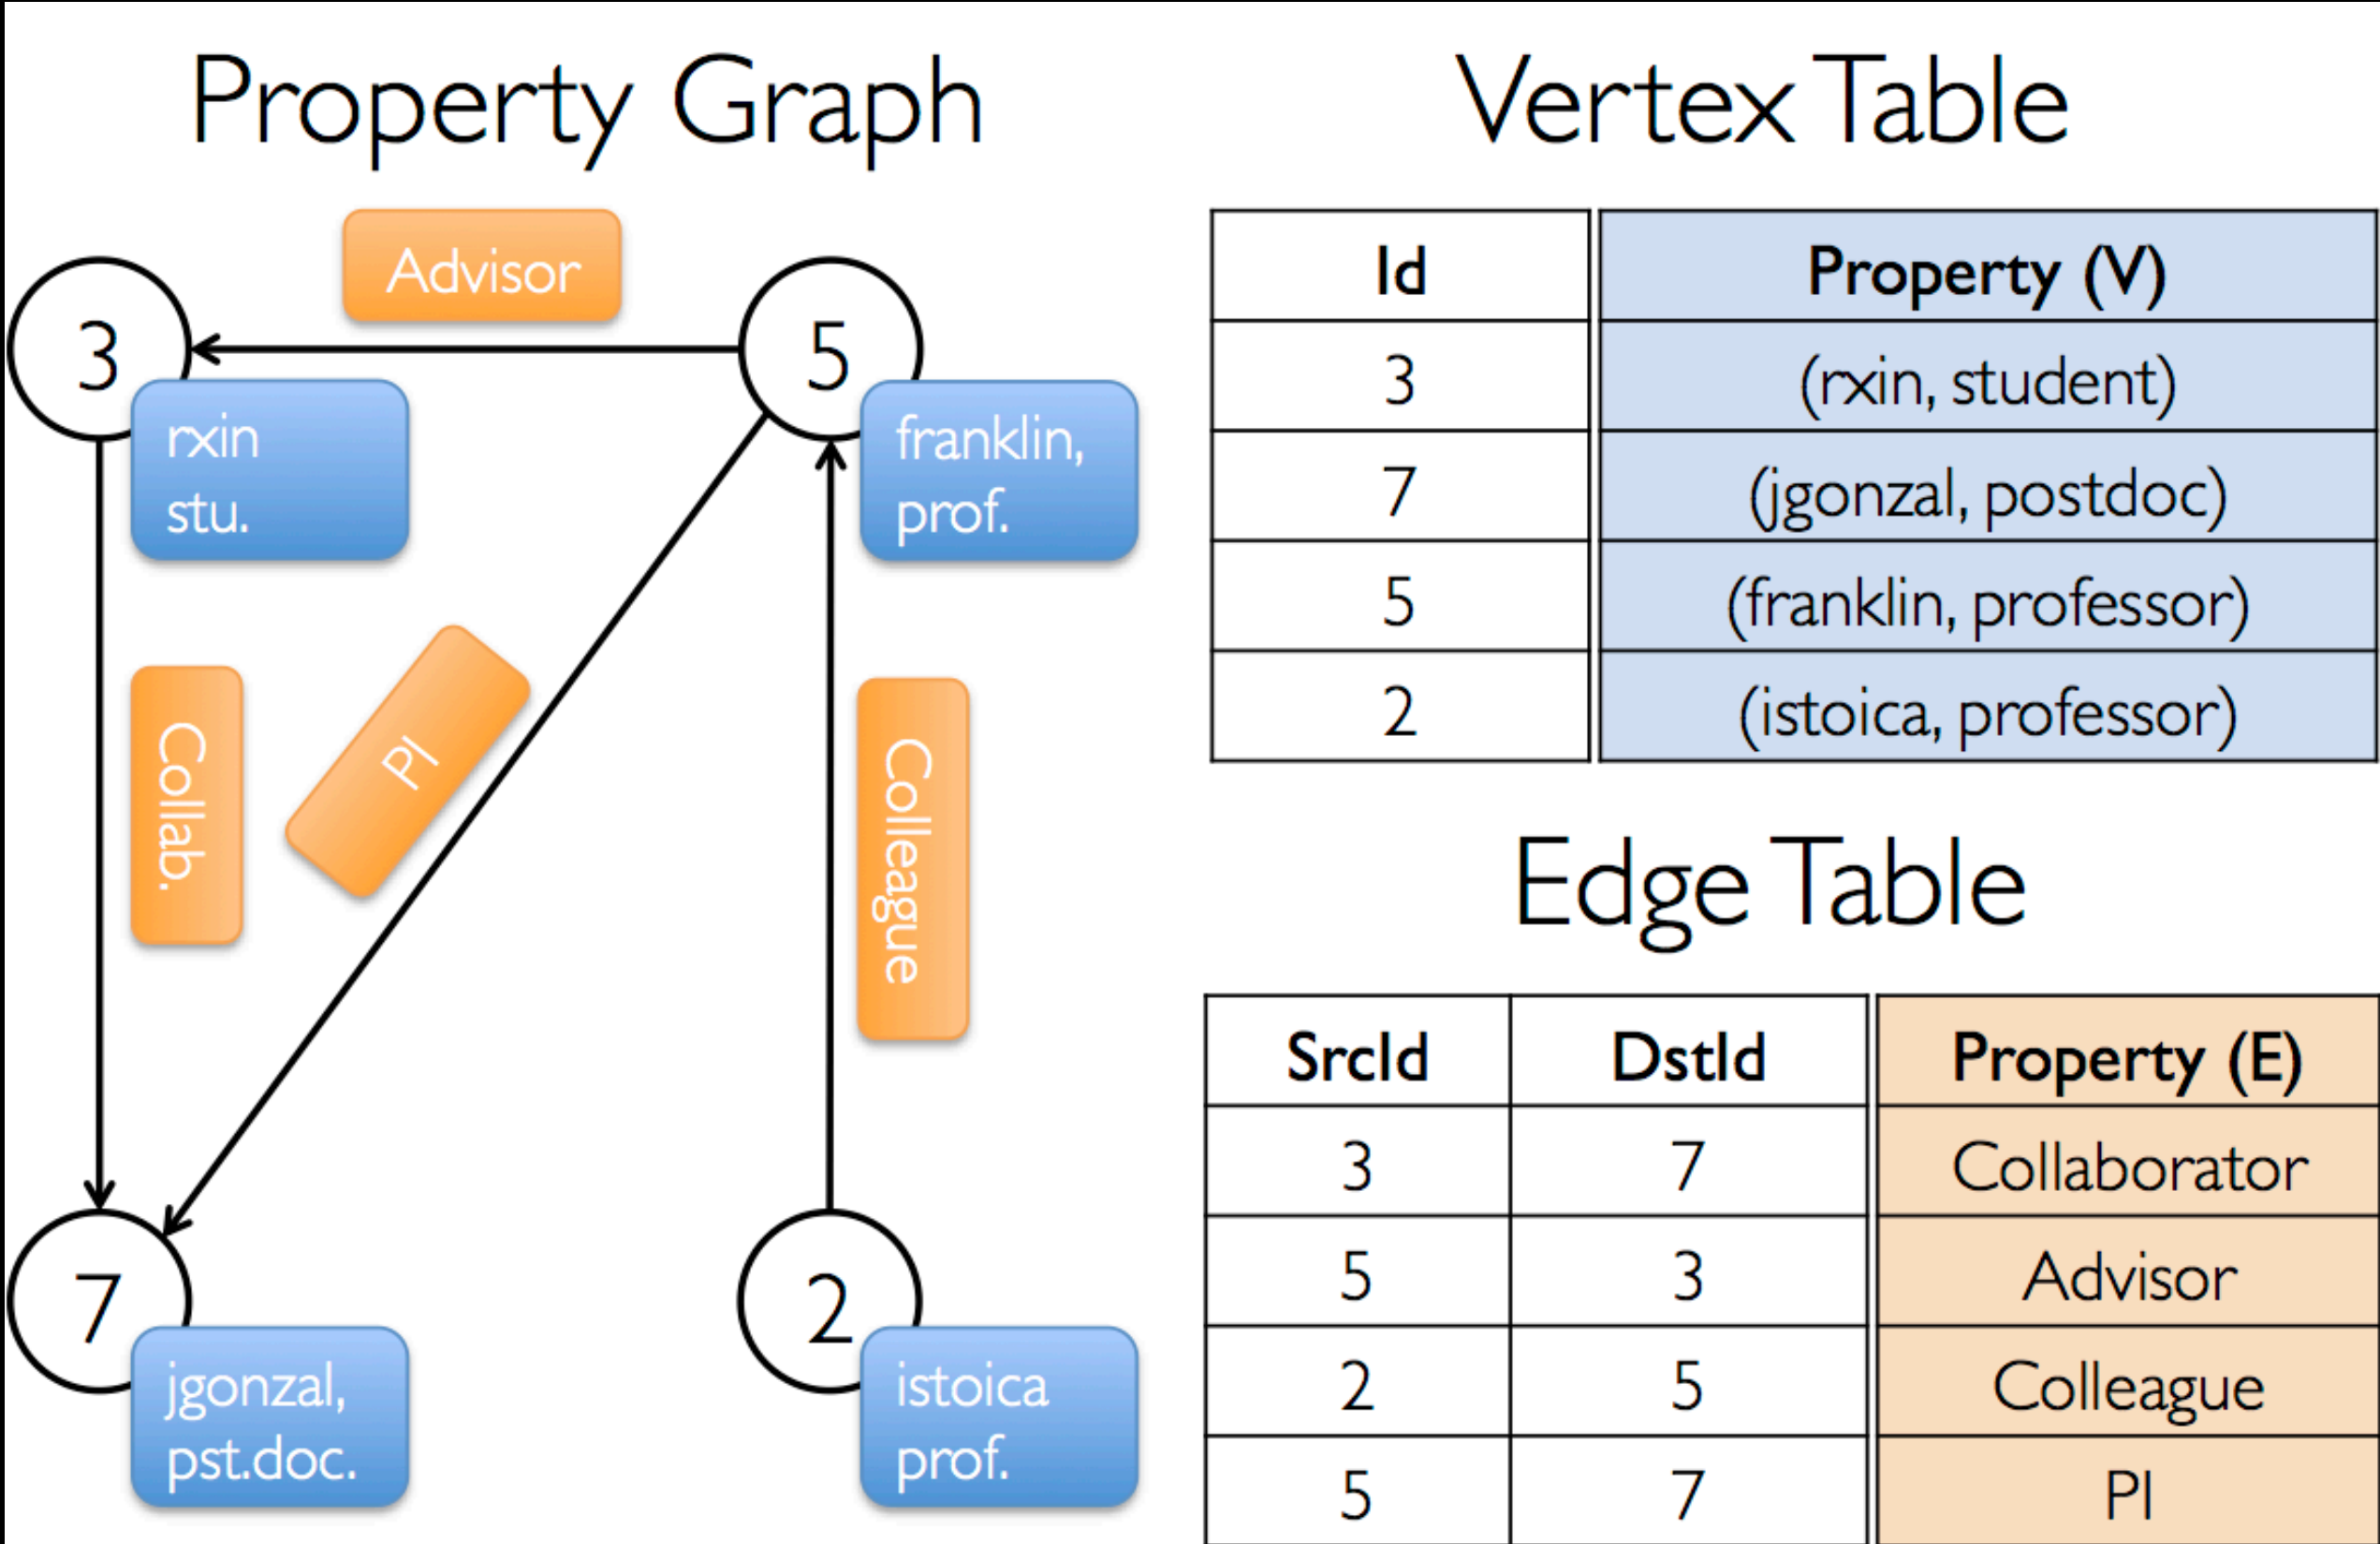 Property Graph
Advisor
3
rxin
stu.
5
franklin,
prof.
Collab.
PI
Colleague
7
jgonzal,
pst.doc.
2
istoica
prof.
Vertex Table
Id Property (V)
3 (rxin, student)
7 (jgonzal, postdoc)
5 (franklin, professor)
2 (istoica, professor)
Edge Table
SrcId DstId Property (E)
3 7 Collaborator
5 3 Advisor
2 5 Colleague
5 7 PI